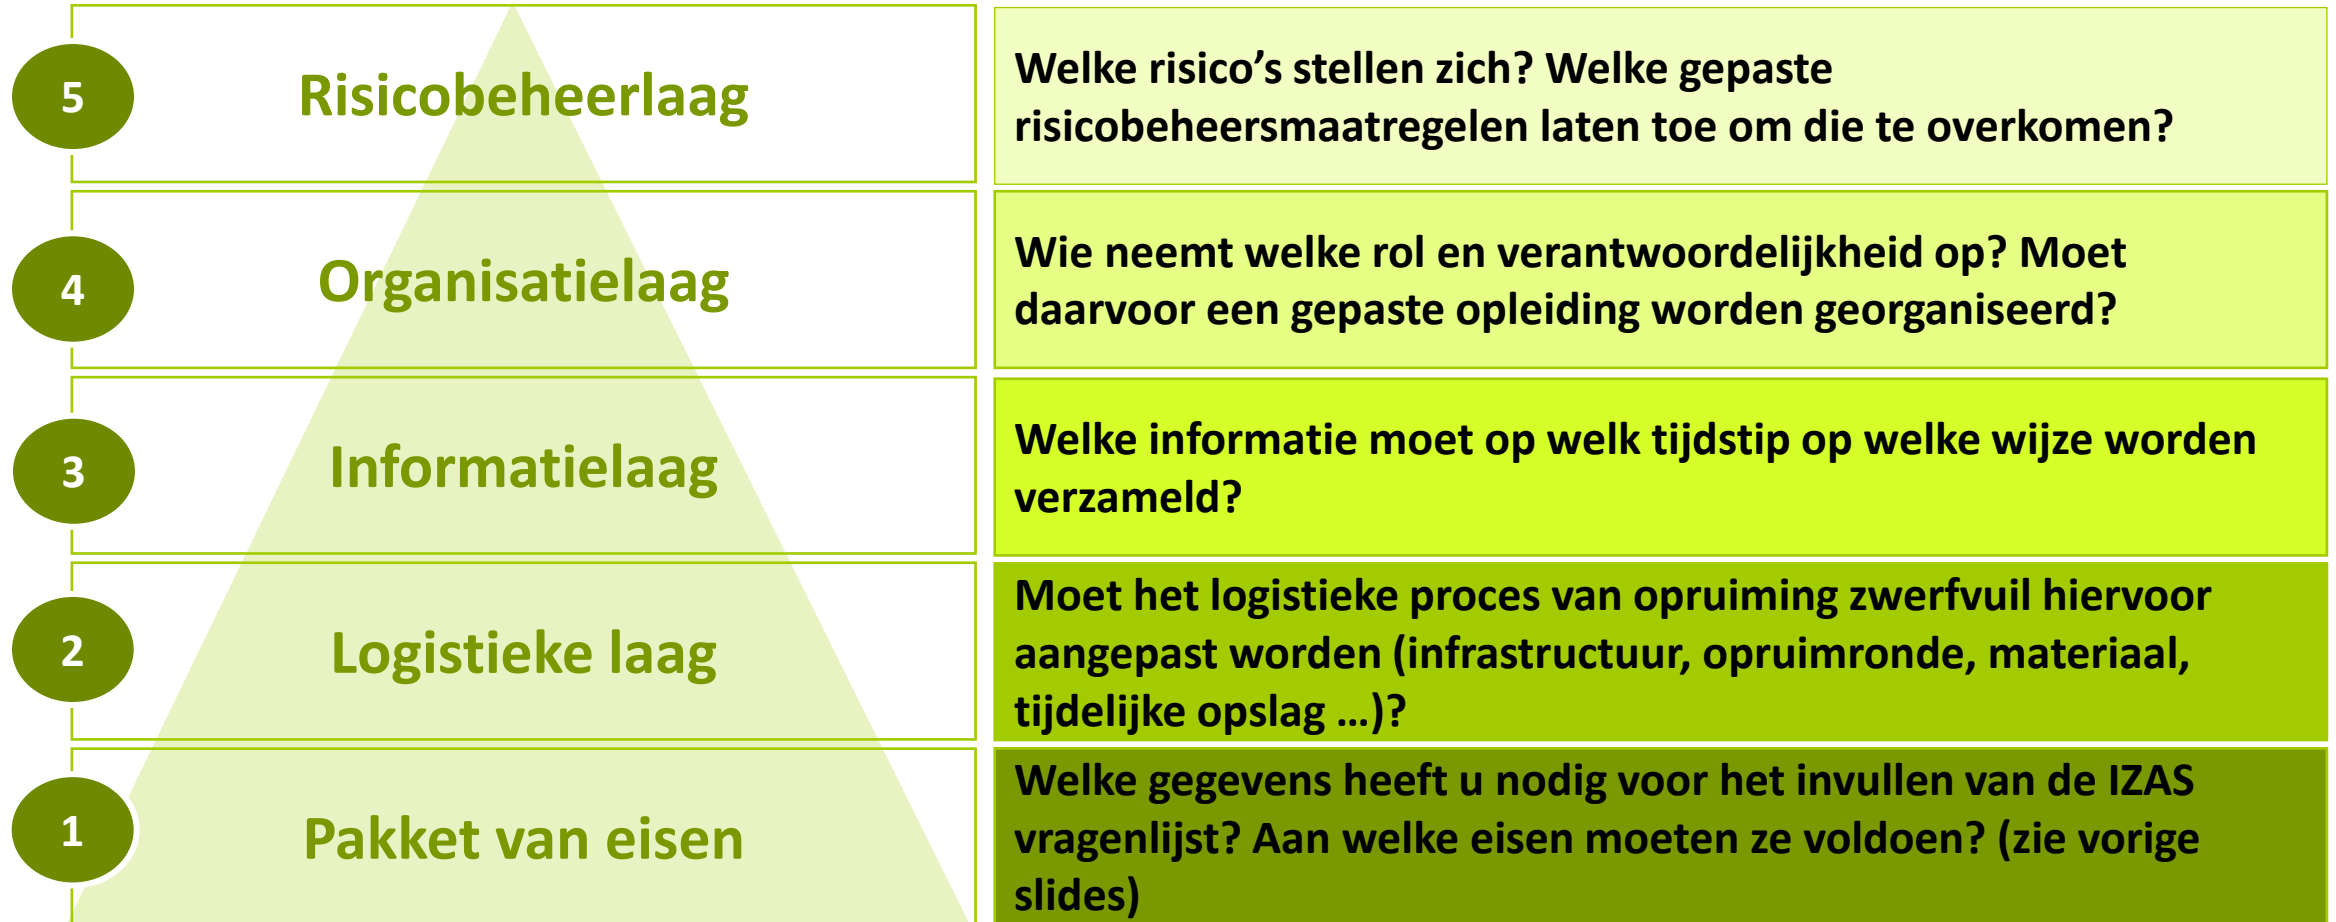 5
Risicobeheerlaag
Welke risico’s stellen zich? Welke gepaste
risicobeheersmaatregelen laten toe om die te overkomen?
4
Organisatielaag
Wie neemt welke rol en verantwoordelijkheid op? Moet
daarvoor een gepaste opleiding worden georganiseerd?
3
Informatielaag
Welke informatie moet op welk tijdstip op welke wijze worden
verzameld?
2
Logistieke laag
Moet het logistieke proces van opruiming zwerfvuil hiervoor
aangepast worden (infrastructuur, opruimronde, materiaal,
tijdelijke opslag …)?
1
Pakket van eisen
Welke gegevens heeft u nodig voor het invullen van de IZAS
vragenlijst? Aan welke eisen moeten ze voldoen? (zie vorige
slides)